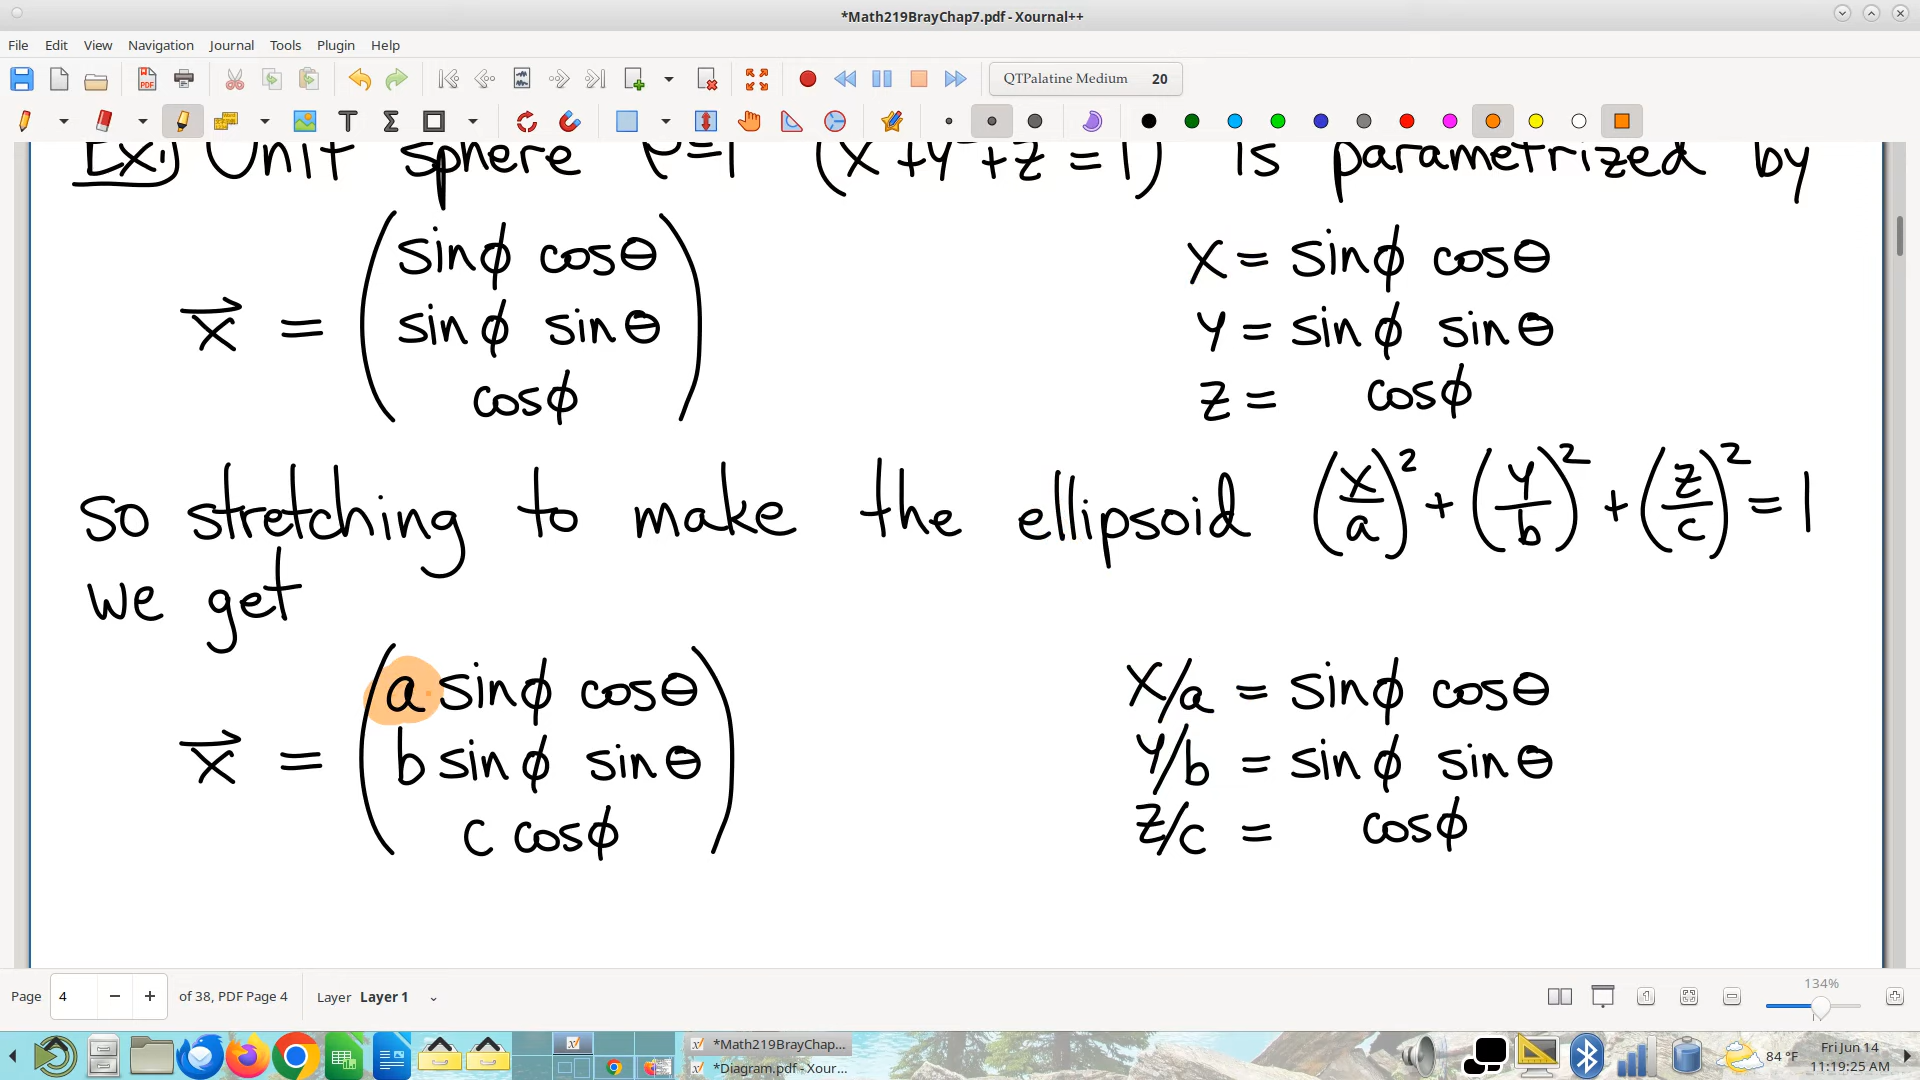 *Math219BrayChap7.pdf - Xournal++
File Edit View Navigation Journal Tools Plugin Help
QTPalatine Medium 20
Ex.) Unit sphere ρ=1 (x²+y²+z²=1) is parametrized by
x⃗ = ( sinϕ cosθ
sinϕ sinθ
cosϕ )
x = sinϕ cosθ
y = sinϕ sinθ
z = cosϕ
so stretching to make the ellipsoid (x/a)² + (y/b)² + (z/c)² = 1
we get
x⃗ = ( a sinϕ cosθ
b sinϕ sinθ
c cosϕ )
x/a = sinϕ cosθ
y/b = sinϕ sinθ
z/c = cosϕ
134%
Page 4 of 38, PDF Page 4 Layer Layer 1
*Math219BrayChap...
*Diagram.pdf - Xour...
84 °F
Fri Jun 14
11:19:25 AM